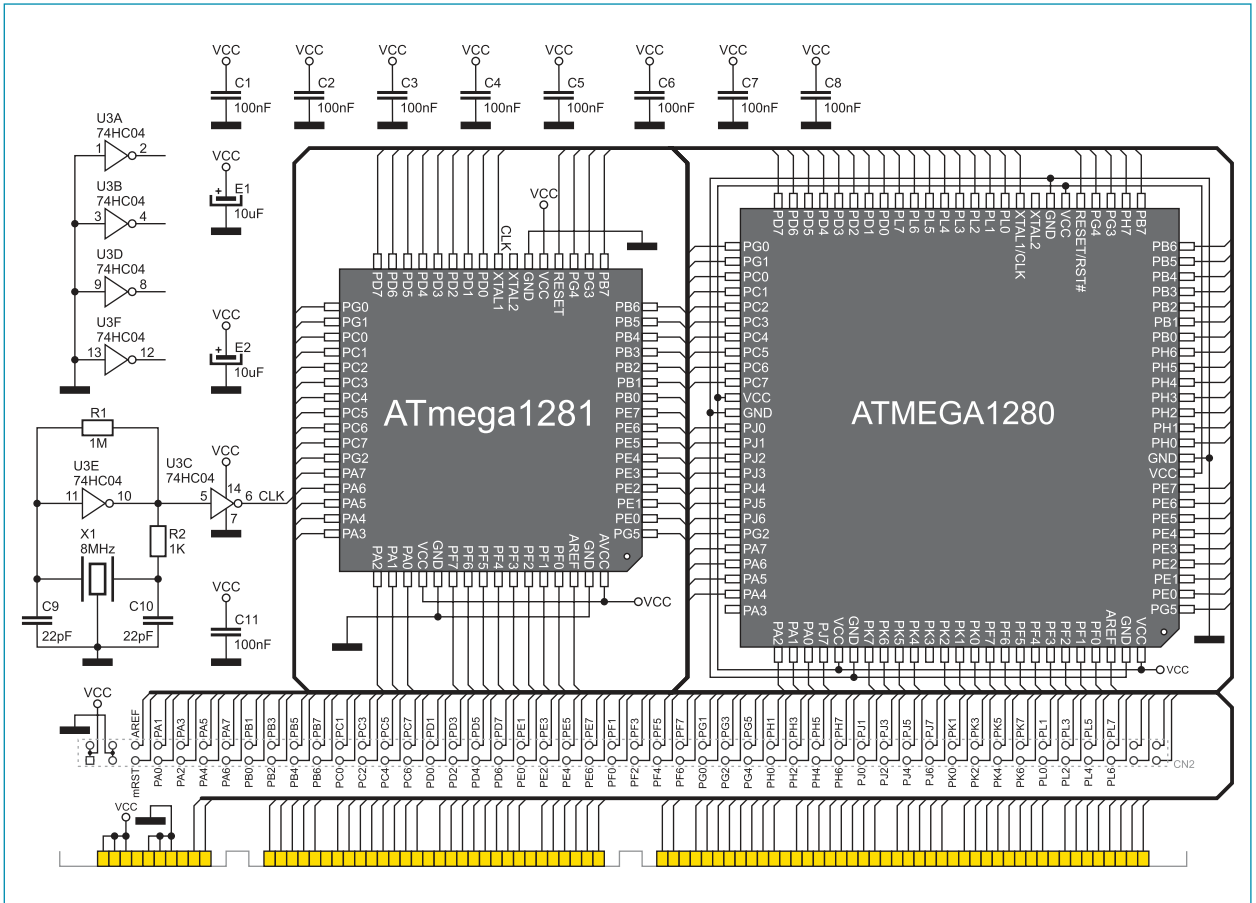 VCC VCC VCC VCC VCC VCC VCC VCC
C1 C2 C3 C4 C5 C6 C7 C8
100nF 100nF 100nF 100nF 100nF 100nF 100nF 100nF
U3A
74HC04
1 2
U3B
74HC04
3 4
U3D
74HC04
9 8
U3F
74HC04
13 12
VCC
E1
+
10uF
VCC
E2
+
10uF
R1
1M
U3E
74HC04
11 10
X1
8MHz
R2
1K
C9
22pF
C10
22pF
U3C
74HC04
VCC
14
5 6 CLK
7
VCC
C11
100nF
VCC
CLK
PD7 PD6 PD5 PD4 PD3 PD2 PD1 PD0 XTAL1 XTAL2 GND VCC RESET PG4 PG3 PB7
PG0
PG1
PC0
PC1
PC2
PC3
PC4
PC5
PC6
PC7
PG2
PA7
PA6
PA5
PA4
PA3
ATmega1281
PB6
PB5
PB4
PB3
PB2
PB1
PB0
PE7
PE6
PE5
PE4
PE3
PE2
PE1
PE0
PG5
PA2 PA1 PA0 VCC GND PF7 PF6 PF5 PF4 PF3 PF2 PF1 PF0 AREF GND AVCC
VCC
PD7 PD6 PD5 PD4 PD3 PD2 PD1 PD0 PL7 PL6 PL5 PL4 PL3 PL2 PL1 PL0 XTAL1/CLK XTAL2 GND VCC RESET/RST# PG4 PG3 PH7 PB7
PG0
PG1
PC0
PC1
PC2
PC3
PC4
PC5
PC6
PC7
VCC
GND
PJ0
PJ1
PJ2
PJ3
PJ4
PJ5
PJ6
PG2
PA7
PA6
PA5
PA4
PA3
ATMEGA1280
PB6
PB5
PB4
PB3
PB2
PB1
PB0
PH6
PH5
PH4
PH3
PH2
PH1
PH0
GND
VCC
PE7
PE6
PE5
PE4
PE3
PE2
PE1
PE0
PG5
PA2 PA1 PA0 PJ7 VCC GND PK7 PK6 PK5 PK4 PK3 PK2 PK1 PK0 PF7 PF6 PF5 PF4 PF3 PF2 PF1 PF0 AREF GND VCC
VCC
VCC
AREF PA1 PA3 PA5 PA7 PB1 PB3 PB5 PB7 PC1 PC3 PC5 PC7 PD1 PD3 PD5 PD7 PE1 PE3 PE5 PE7 PF1 PF3 PF5 PF7 PG1 PG3 PG5 PH1 PH3 PH5 PH7 PJ1 PJ3 PJ5 PJ7 PK1 PK3 PK5 PK7 PL1 PL3 PL5 PL7
mRST PA0 PA2 PA4 PA6 PB0 PB2 PB4 PB6 PC0 PC2 PC4 PC6 PD0 PD2 PD4 PD6 PE0 PE2 PE4 PE6 PF0 PF2 PF4 PF6 PG0 PG2 PG4 PH0 PH2 PH4 PH6 PJ0 PJ2 PJ4 PJ6 PK0 PK2 PK4 PK6 PL0 PL2 PL4 PL6
CN2
VCC